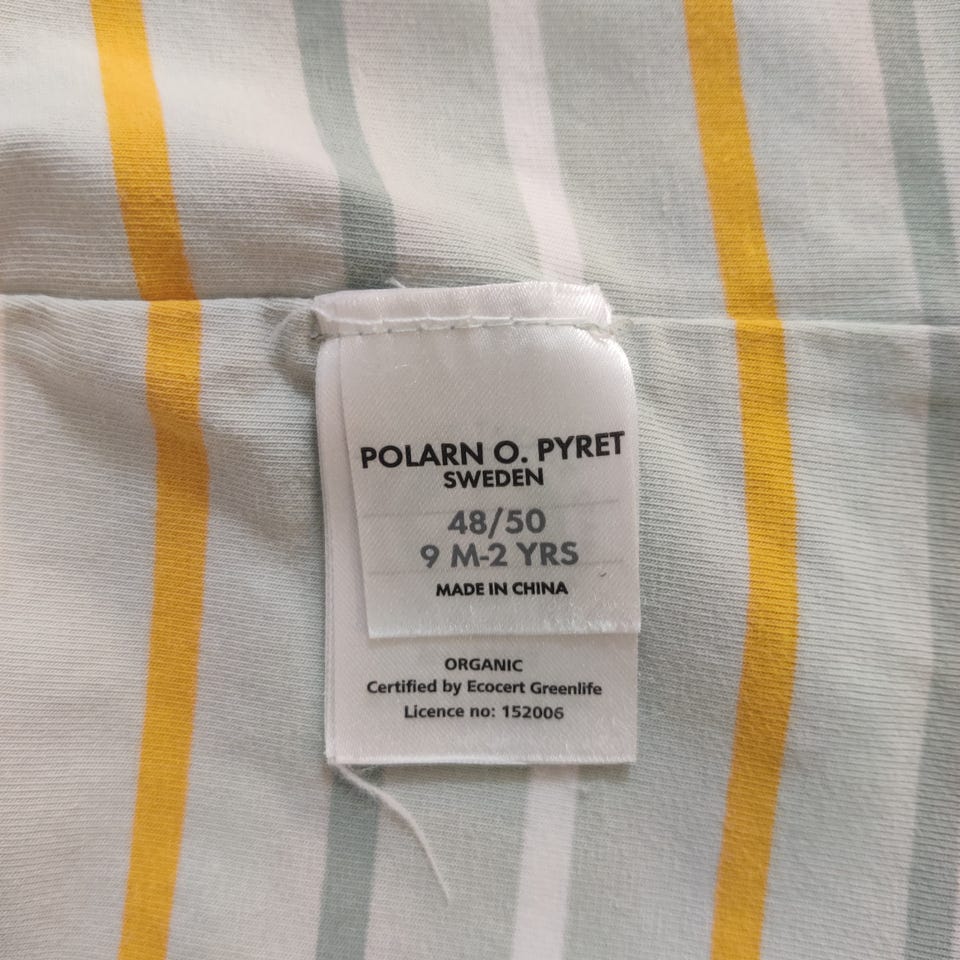 POLARN O. PYRET
SWEDEN
48/50
9 M-2 YRS
MADE IN CHINA
ORGANIC
Certified by Ecocert Greenlife
Licence no: 152006